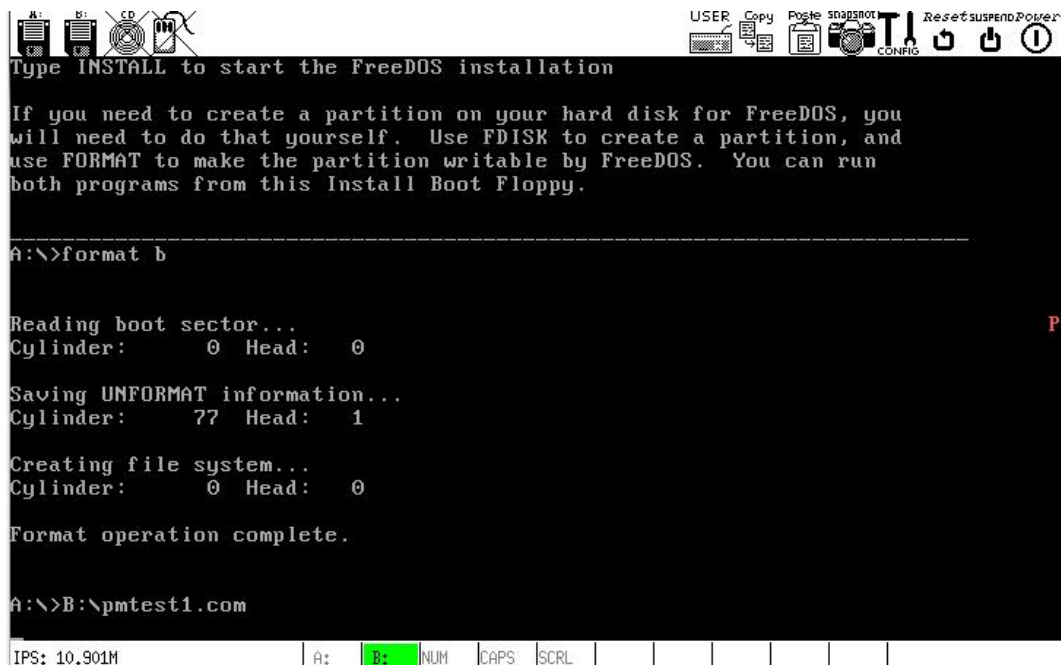 A: B: CD USER Copy Poste snapshot CONFIG Reset SUSPEND Power
Type INSTALL to start the FreeDOS installation
If you need to create a partition on your hard disk for FreeDOS, you
will need to do that yourself. Use FDISK to create a partition, and
use FORMAT to make the partition writable by FreeDOS. You can run
both programs from this Install Boot Floppy.
A:\>format b
Reading boot sector...
P
Cylinder: 0 Head: 0
Saving UNFORMAT information...
Cylinder: 77 Head: 1
Creating file system...
Cylinder: 0 Head: 0
Format operation complete.
A:\>B:\pmtest1.com
IPS: 10.901M A: B: NUM CAPS SCRL